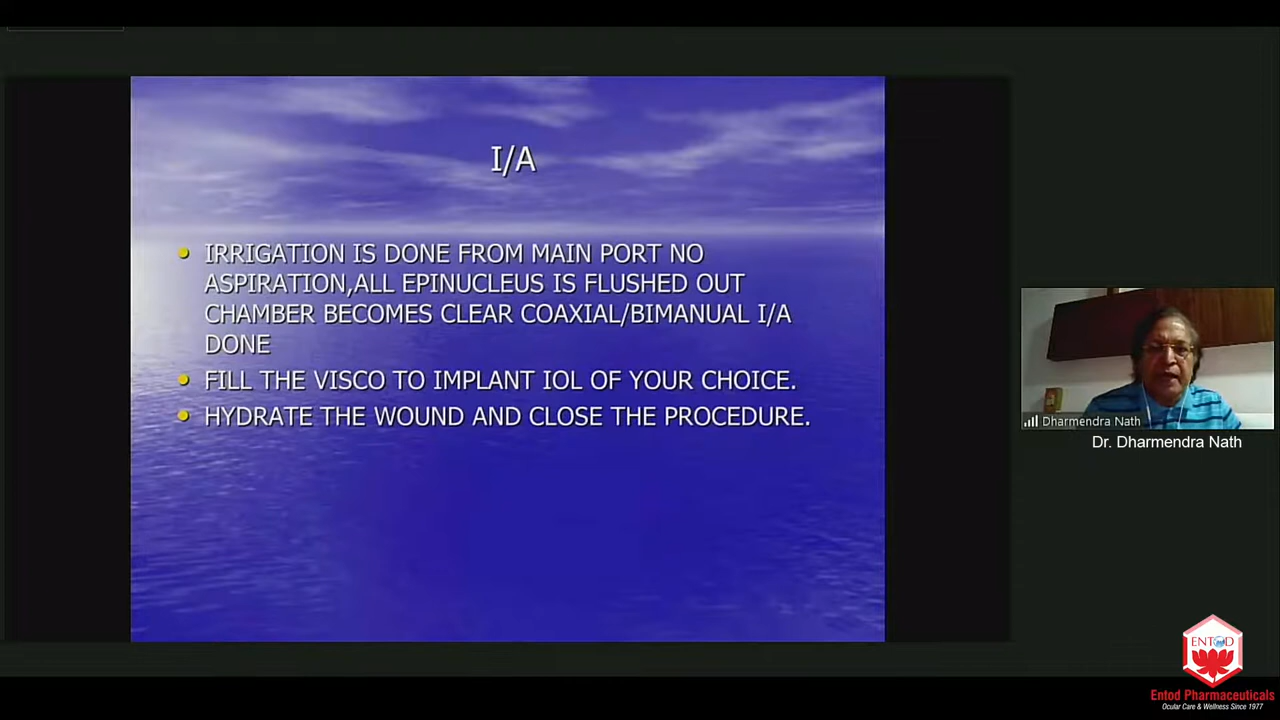 I/A
IRRIGATION IS DONE FROM MAIN PORT NO
ASPIRATION,ALL EPINUCLEUS IS FLUSHED OUT
CHAMBER BECOMES CLEAR COAXIAL/BIMANUAL I/A
DONE
FILL THE VISCO TO IMPLANT IOL OF YOUR CHOICE.
HYDRATE THE WOUND AND CLOSE THE PROCEDURE.
Dharmendra Nath
Dr. Dharmendra Nath
ENTOD
Entod Pharmaceuticals
Ocular Care & Wellness Since 1977